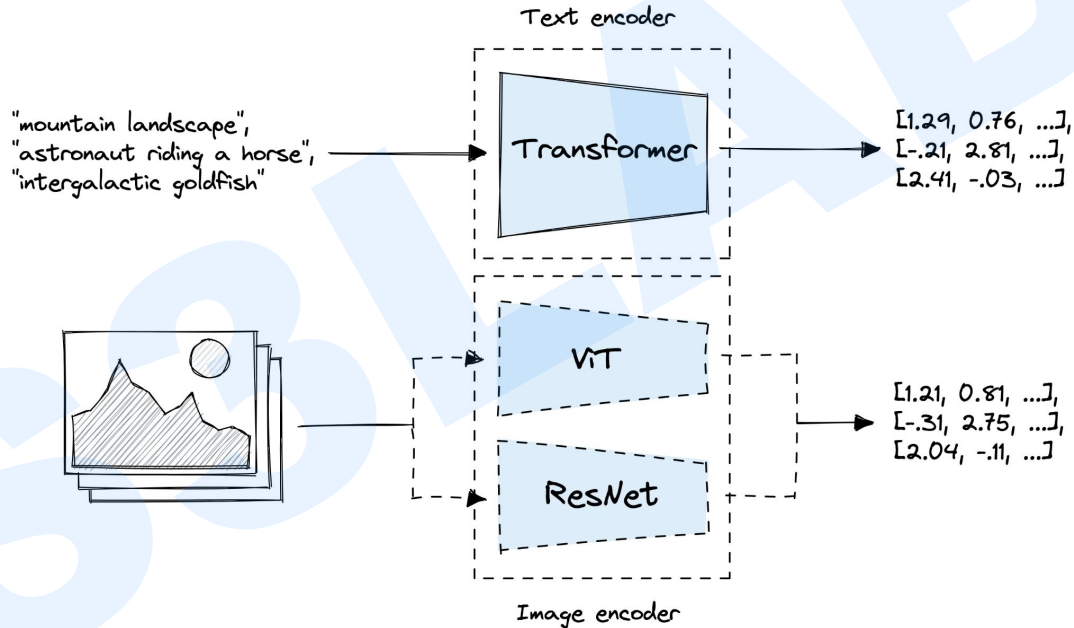 Text encoder
"mountain landscape",
"astronaut riding a horse",
"intergalactic goldfish"
Transformer
[1.29, 0.76, ...],
[-.21, 2.81, ...],
[2.41, -.03, ...]
ViT
ResNet
[1.21, 0.81, ...],
[-.31, 2.75, ...],
[2.04, -.11, ...]
Image encoder
S3LAB